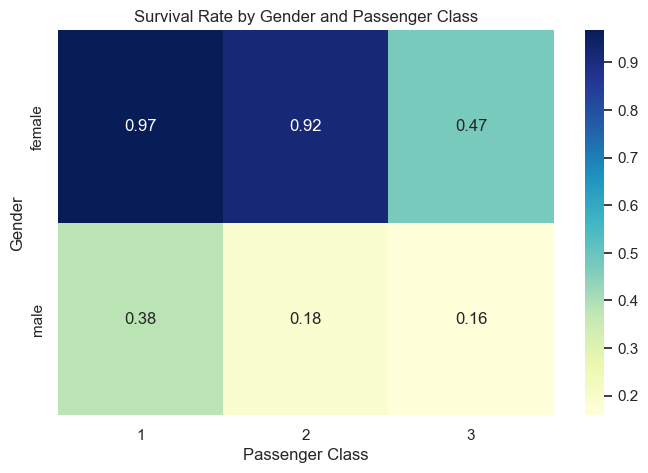 Survival Rate by Gender and Passenger Class
Gender
female
0.97 0.92 0.47
male
0.38 0.18 0.16
1 2 3
Passenger Class
0.9
0.8
0.7
0.6
0.5
0.4
0.3
0.2